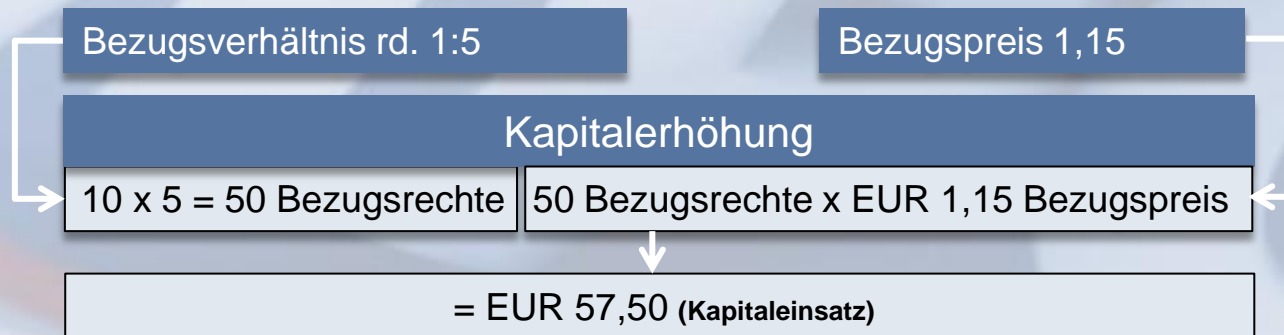 Bezugsverhältnis rd. 1:5
Bezugspreis 1,15
Kapitalerhöhung
10 x 5 = 50 Bezugsrechte
50 Bezugsrechte x EUR 1,15 Bezugspreis
= EUR 57,50 (Kapitaleinsatz)